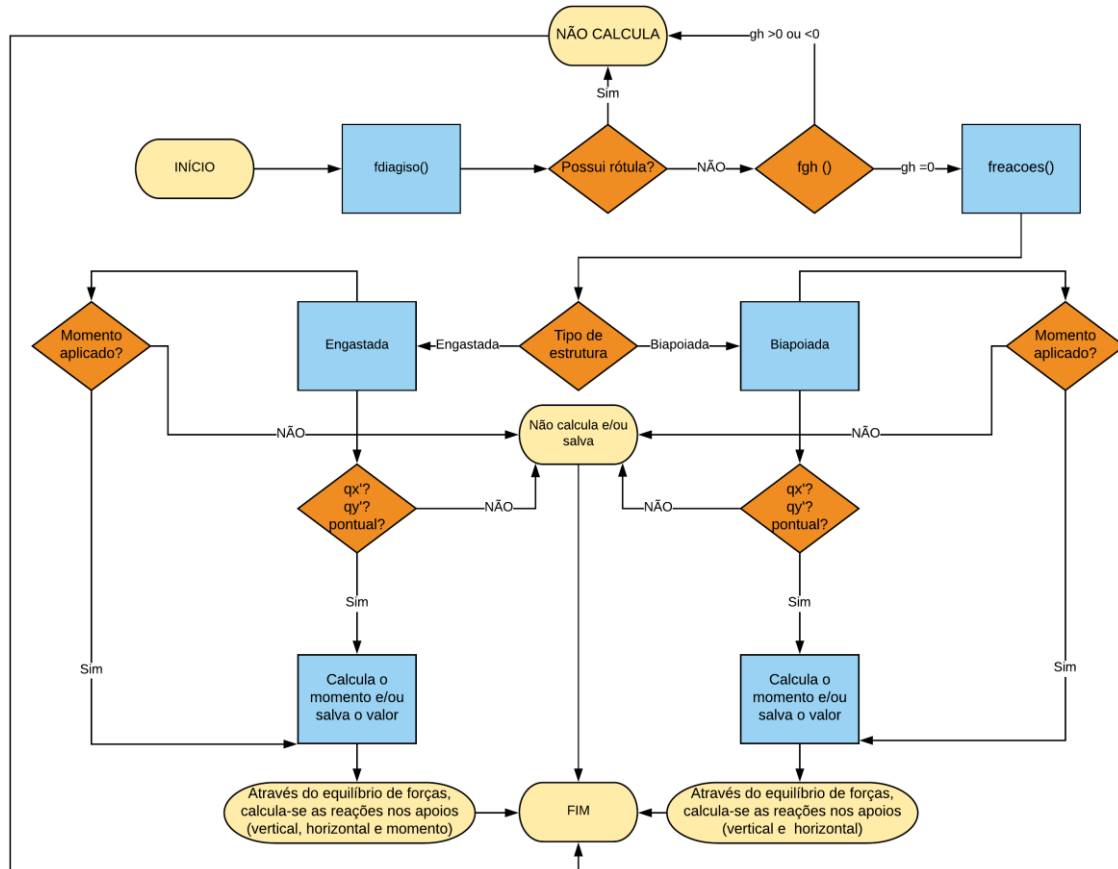 NÃO CALCULA
gh >0 ou <0
Sim
INÍCIO
fdiagiso()
Possui rótula?
NÃO
fgh ()
gh =0
freacoes()
Momento
aplicado?
Engastada
Engastada
Tipo de
estrutura
Biapoiada
Biapoiada
Momento
aplicado?
NÃO
Não calcula e/ou
salva
NÃO
qx'?
qy'?
pontual?
NÃO
NÃO
qx'?
qy'?
pontual?
Sim
Sim
Sim
Calcula o
momento e/ou
salva o valor
Calcula o
momento e/ou
salva o valor
Sim
Através do equilíbrio de forças,
calcula-se as reações nos apoios
(vertical, horizontal e momento)
FIM
Através do equilíbrio de forças,
calcula-se as reações nos apoios
(vertical e horizontal)